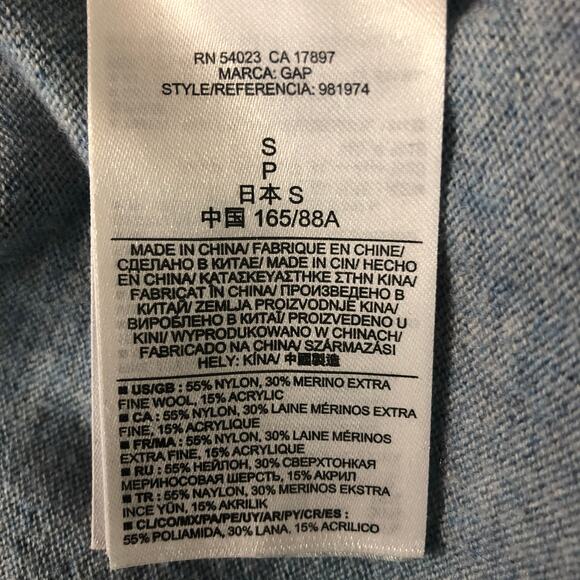 RN 54023 CA 17897
MARCA: GAP
STYLE/REFERENCIA: 981974
S
P
日本 S
中国 165/88A
MADE IN CHINA/ FABRIQUE EN CHINE/
СДЕЛАНО В КИТАЕ/ MADE IN CIN/ HECHO
EN CHINA/ ΚΑΤΑΣΚΕΥΑΣΤΗΚΕ ΣΤΗΝ ΚΙΝΑ/
FABRICAT ÎN CHINA/ ПРОИЗВЕДЕНО В
КИТАЙ/ ZEMLJA PROIZVODNJE KINA/
ВИРОБЛЕНО В КИТАЇ/ PROIZVEDENO U
KINI/ WYPRODUKOWANO W CHINACH/
FABRICADO NA CHINA/ SZÁRMAZÁSI
HELY: KÍNA/ 中國製造
■ US/GB : 55% NYLON, 30% MERINO EXTRA
FINE WOOL, 15% ACRYLIC
■ CA : 55% NYLON, 30% LAINE MÉRINOS EXTRA
FINE, 15% ACRYLIQUE
■ FR/MA : 55% NYLON, 30% LAINE MÉRINOS
EXTRA FINE, 15% ACRYLIQUE
■ RU : 55% НЕЙЛОН, 30% СВЕРХТОНКАЯ
МЕРИНОСОВАЯ ШЕРСТЬ, 15% АКРИЛ
■ TR : 55% NAYLON, 30% MERINOS EKSTRA
INCE YÜN, 15% AKRILIK
■ CL/CO/MX/PA/PE/UY/AR/PY/CR/ES :
55% POLIAMIDA, 30% LANA, 15% ACRILICO